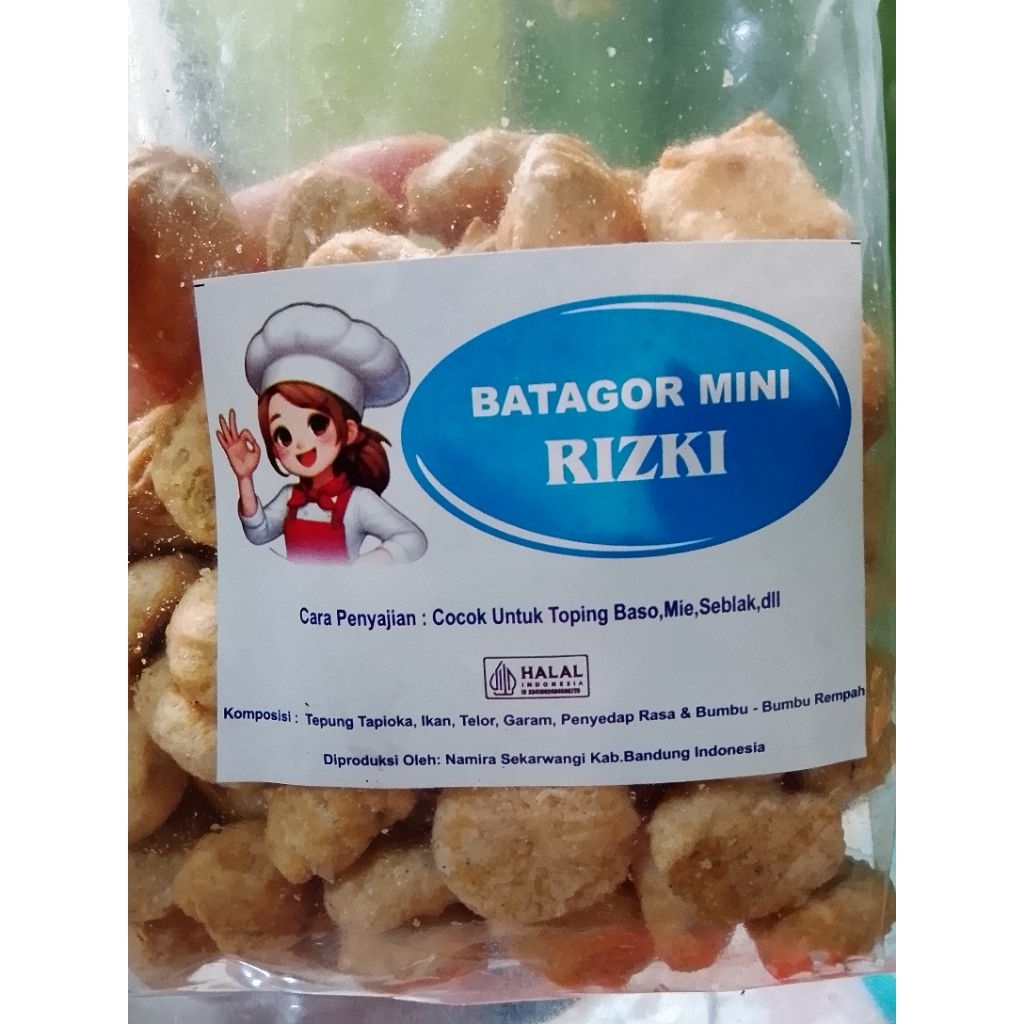 BATAGOR MINI
RIZKI
Cara Penyajian : Cocok Untuk Toping Baso,Mie,Seblak,dll
HALAL
INDONESIA
Komposisi : Tepung Tapioka, Ikan, Telor, Garam, Penyedap Rasa & Bumbu - Bumbu Rempah
Diproduksi Oleh: Namira Sekarwangi Kab.Bandung Indonesia